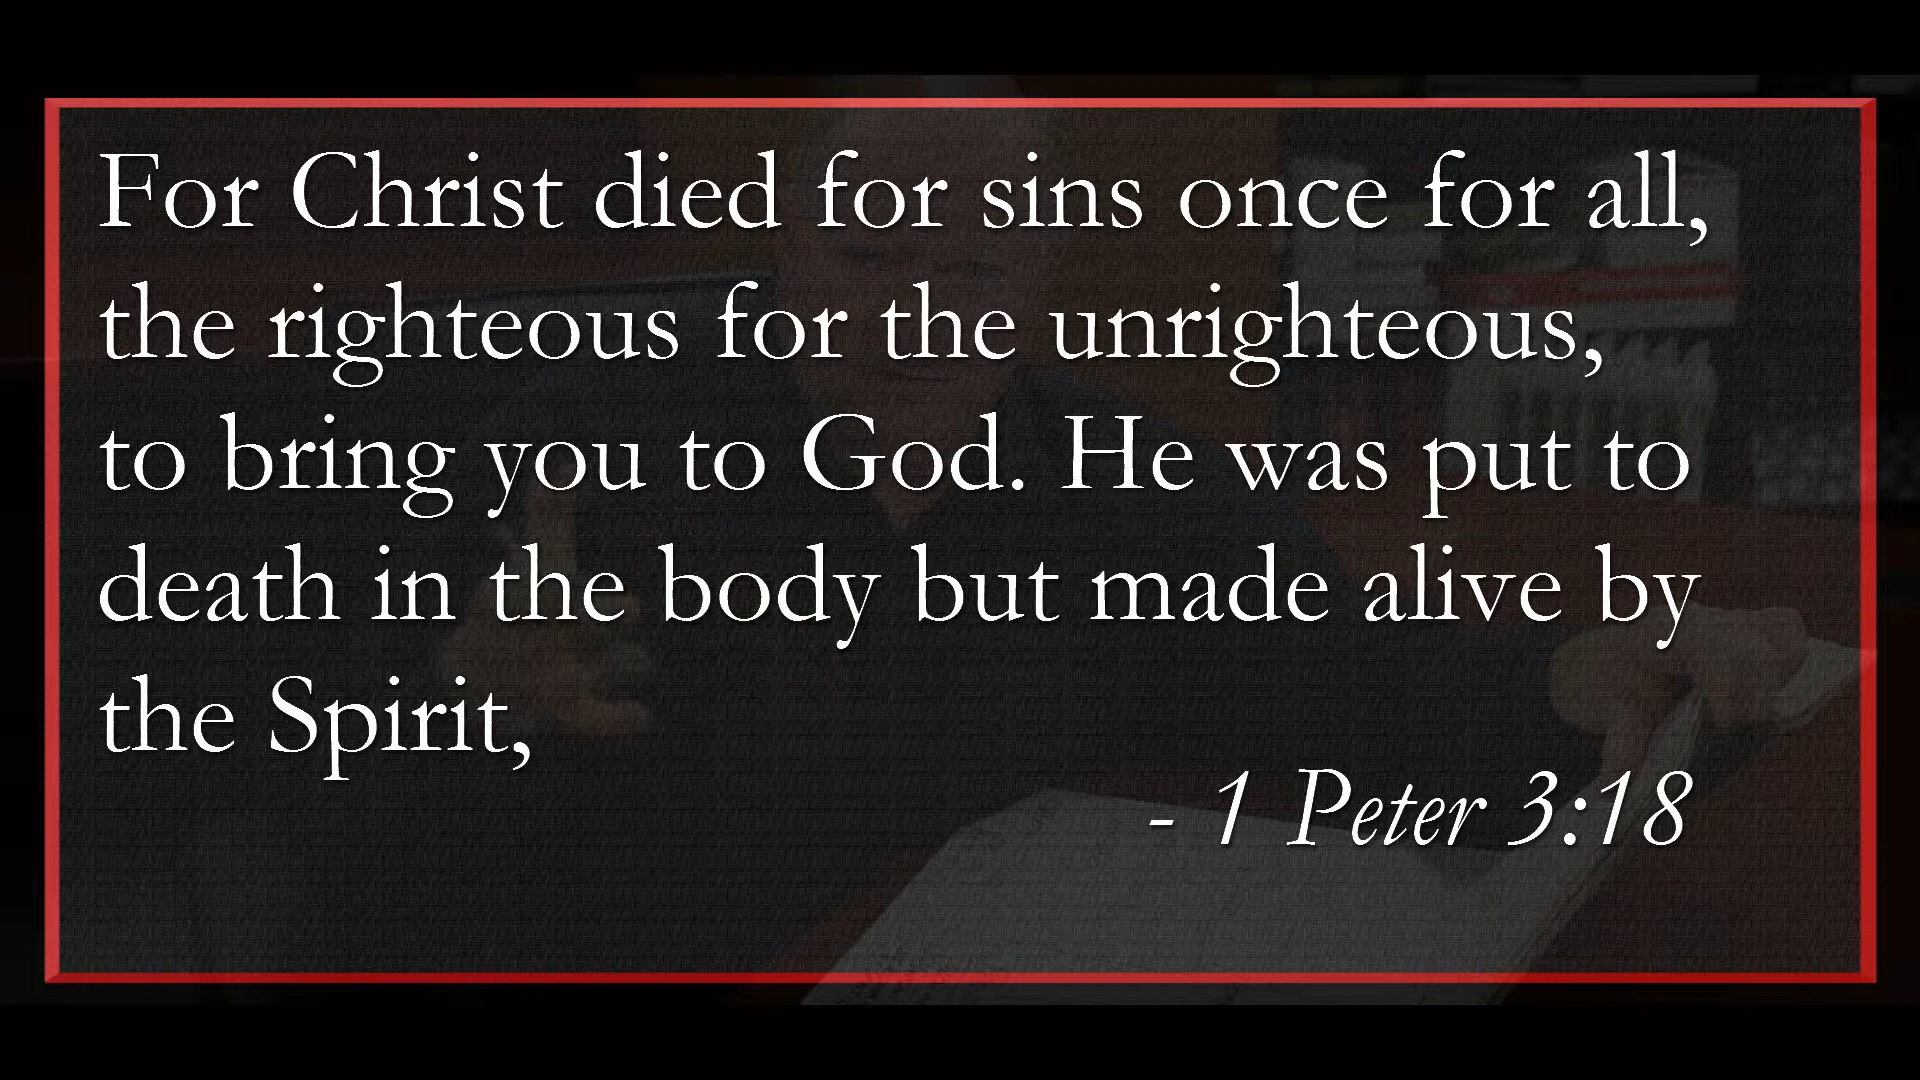 For Christ died for sins once for all,
the righteous for the unrighteous,
to bring you to God. He was put to
death in the body but made alive by
the Spirit,
- 1 Peter 3:18